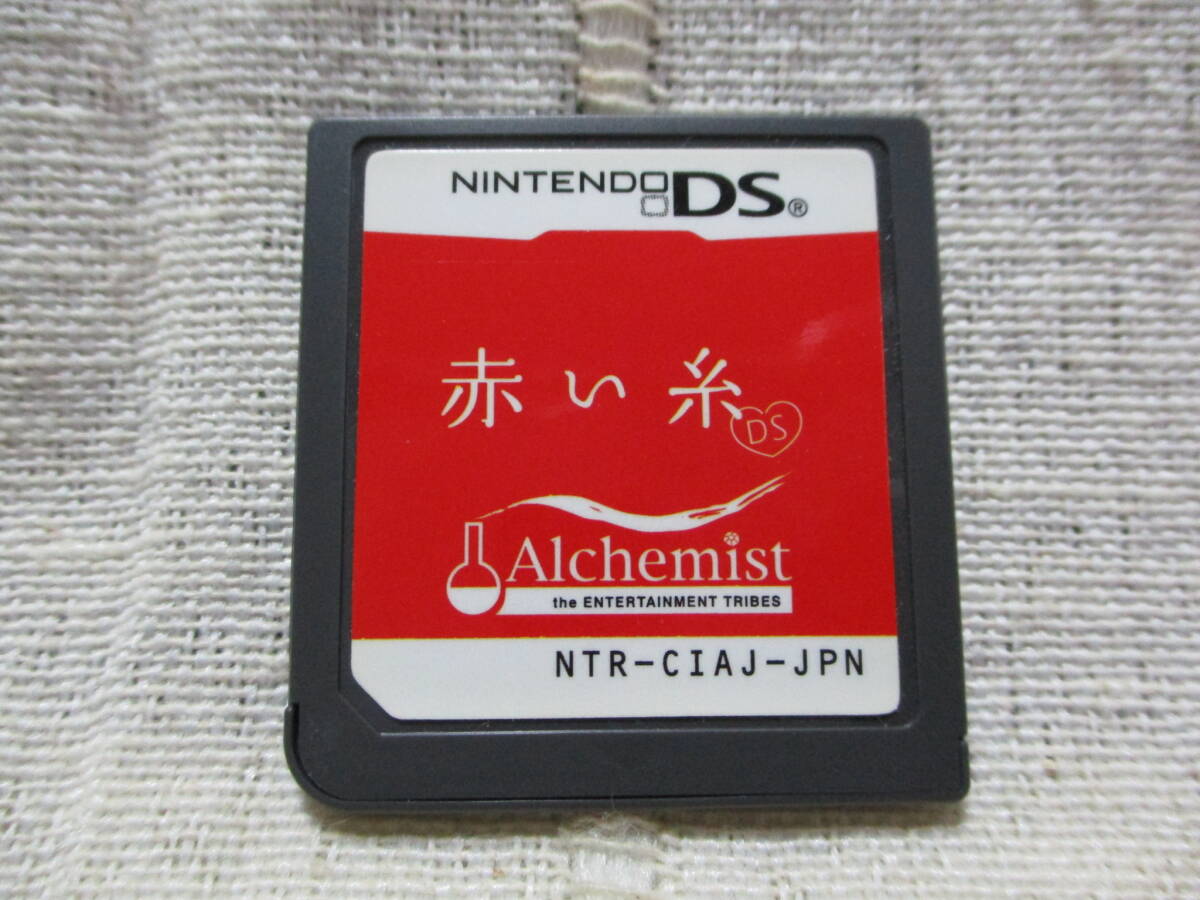 NINTENDO DS®
赤い糸 DS
Alchemist
the ENTERTAINMENT TRIBES
NTR-CIAJ-JPN